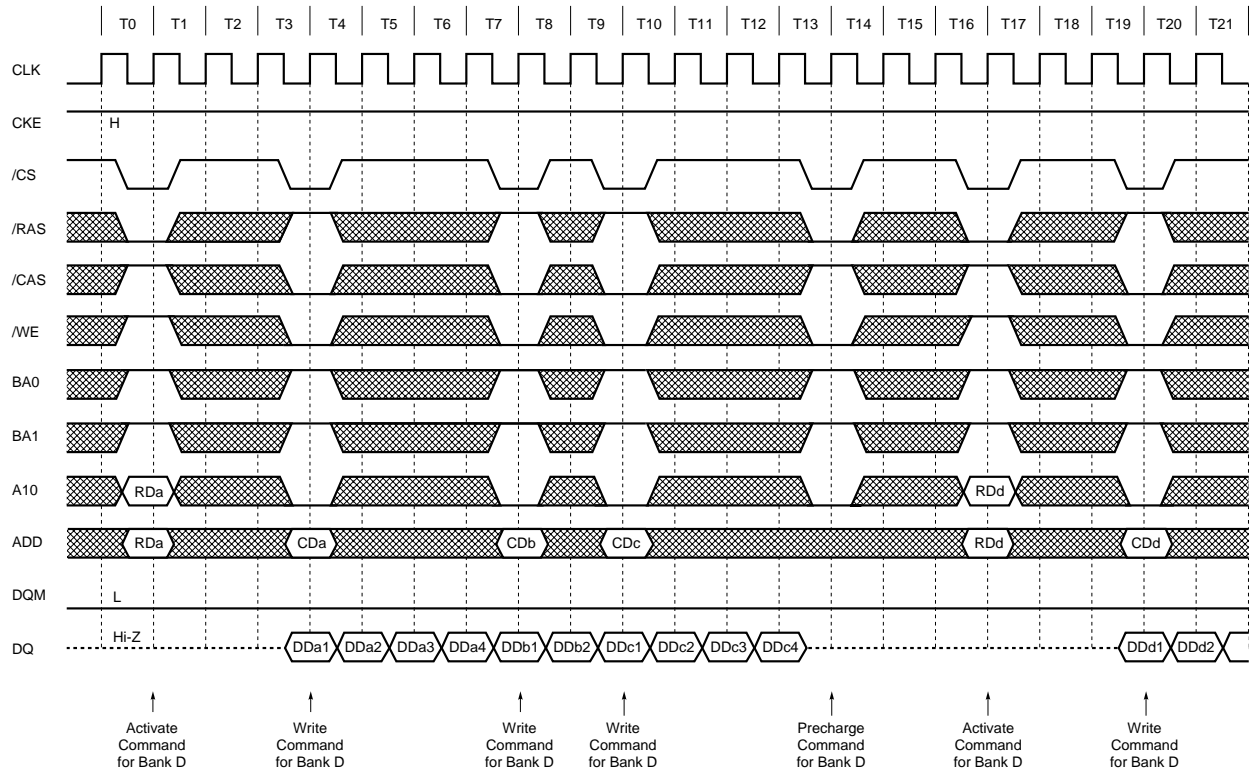 T0 T1 T2 T3 T4 T5 T6 T7 T8 T9 T10 T11 T12 T13 T14 T15 T16 T17 T18 T19 T20 T21
CLK
CKE H
/CS
/RAS
/CAS
/WE
BA0
BA1
A10 RDa RDd
ADD RDa CDa CDb CDc RDd CDd
DQM L
DQ Hi-Z DDa1 DDa2 DDa3 DDa4 DDb1 DDb2 DDc1 DDc2 DDc3 DDc4 DDd1 DDd2
Activate
Command
for Bank D
Write
Command
for Bank D
Write
Command
for Bank D
Write
Command
for Bank D
Precharge
Command
for Bank D
Activate
Command
for Bank D
Write
Command
for Bank D